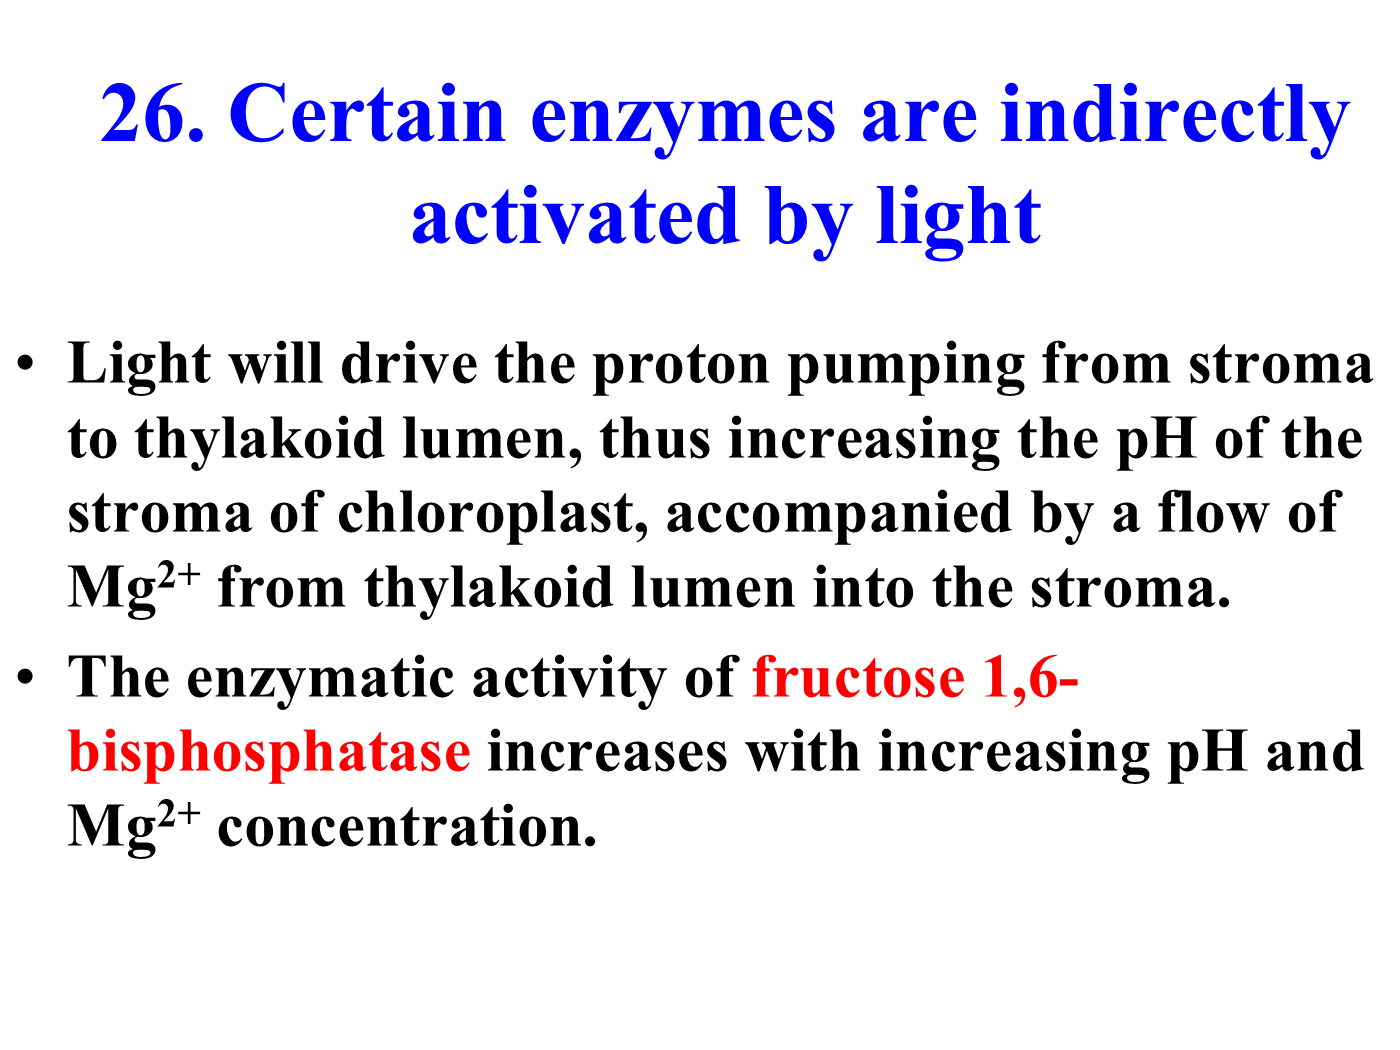 26. Certain enzymes are indirectly
activated by light
• Light will drive the proton pumping from stroma
to thylakoid lumen, thus increasing the pH of the
stroma of chloroplast, accompanied by a flow of
Mg²⁺ from thylakoid lumen into the stroma.
• The enzymatic activity of fructose 1,6-
bisphosphatase increases with increasing pH and
Mg²⁺ concentration.